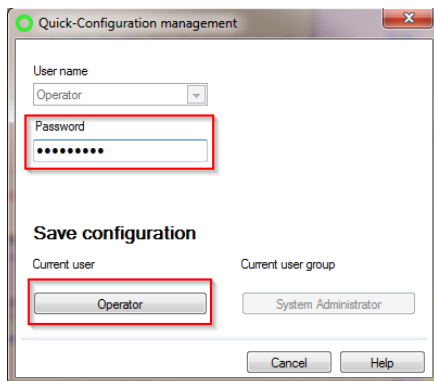 Quick-Configuration management
User name
Operator
Password
•••••••••
Save configuration
Current user Current user group
Operator System Administrator
Cancel Help